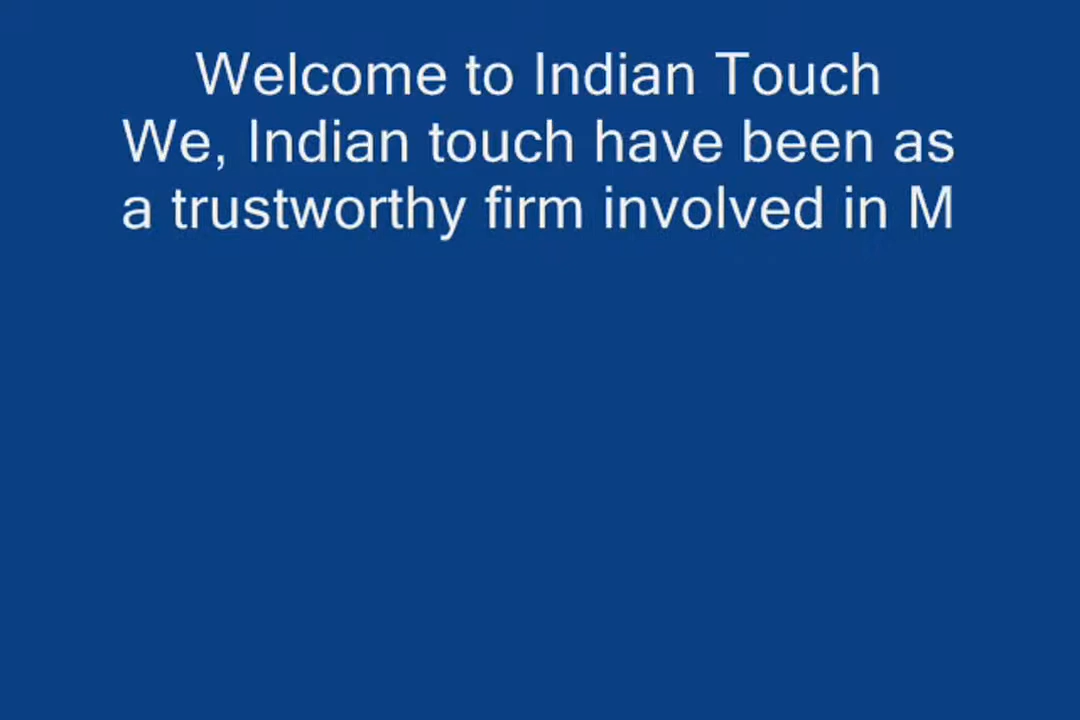 Welcome to Indian Touch
We, Indian touch have been as
a trustworthy firm involved in M